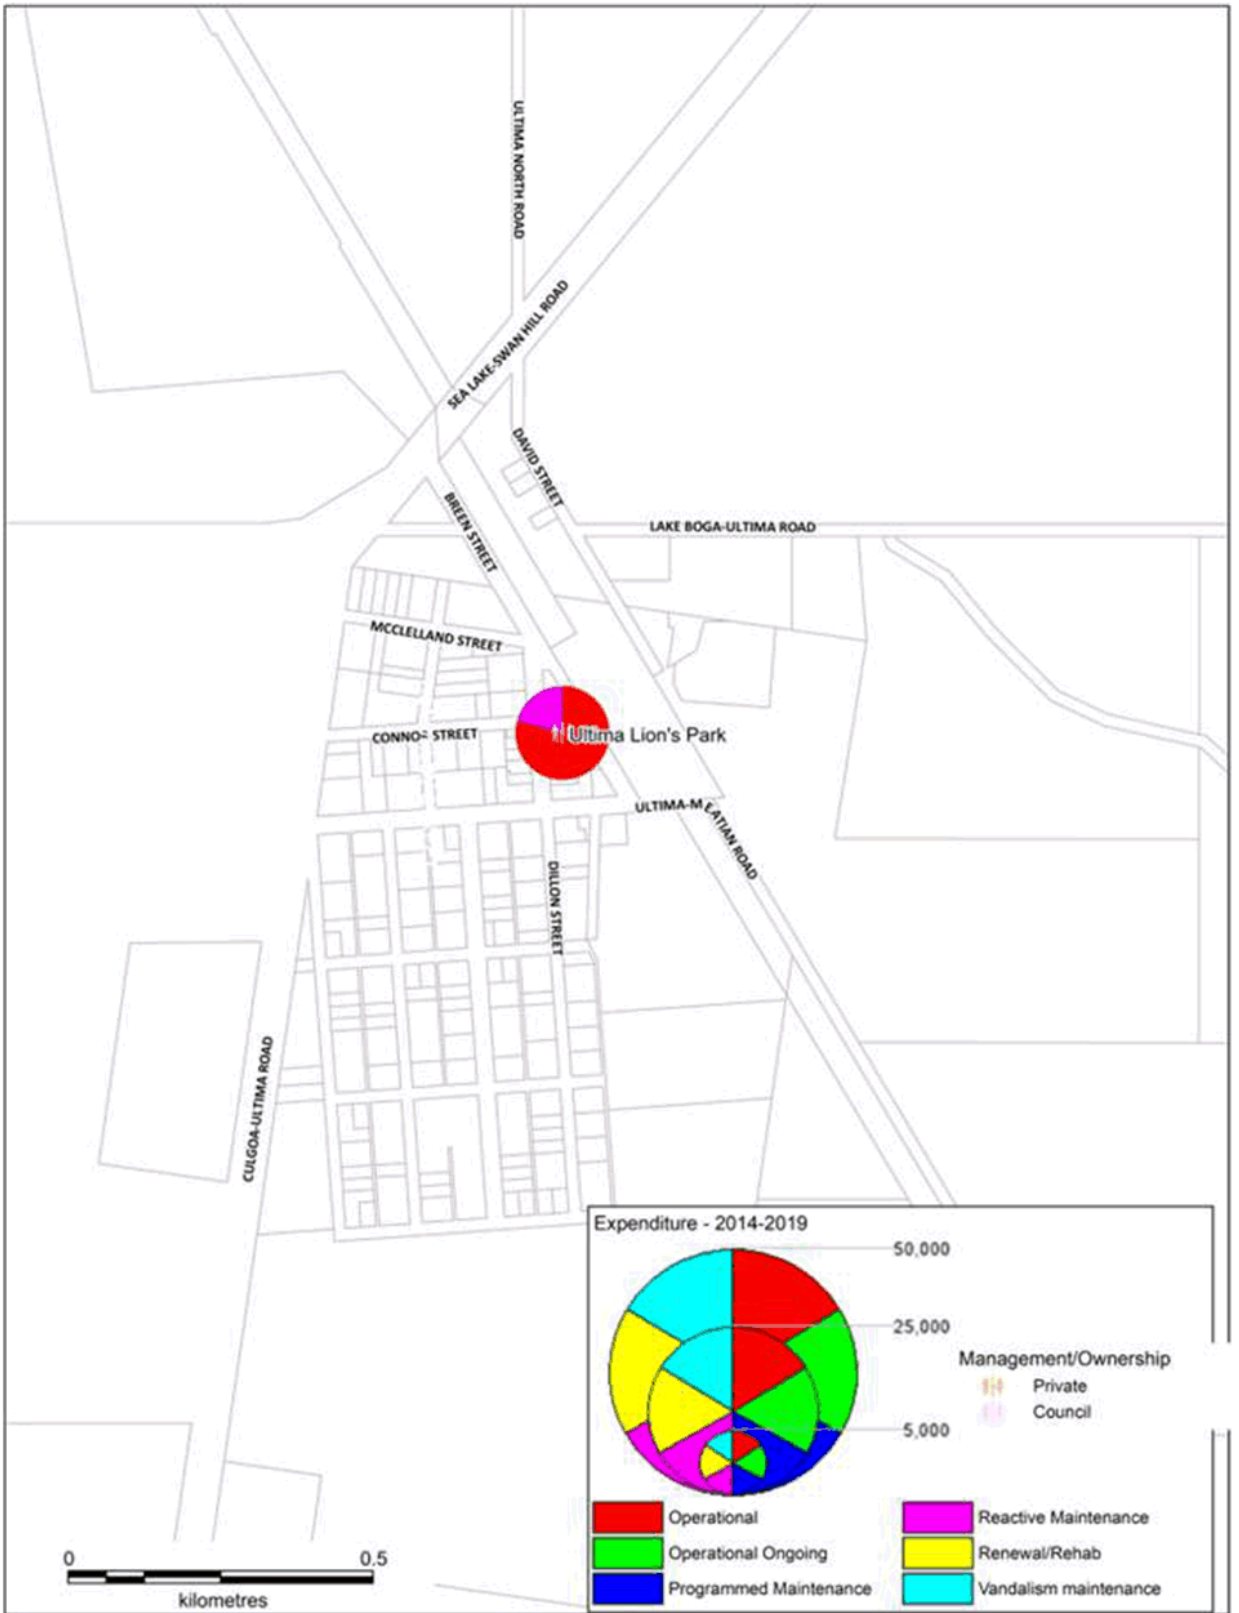 ULTIMA NORTH ROAD
SEA LAKE-SWAN HILL ROAD
DAVID STREET
BREEN STREET
LAKE BOGA-ULTIMA ROAD
MCCLELLAND STREET
CONNOR STREET
Ultima Lion's Park
ULTIMA-MEATIAN ROAD
DILLON STREET
CULGOA-ULTIMA ROAD
Expenditure - 2014-2019
50,000
25,000
5,000
Management/Ownership
Private
Council
Operational
Reactive Maintenance
Operational Ongoing
Renewal/Rehab
Programmed Maintenance
Vandalism maintenance
0 0.5
kilometres